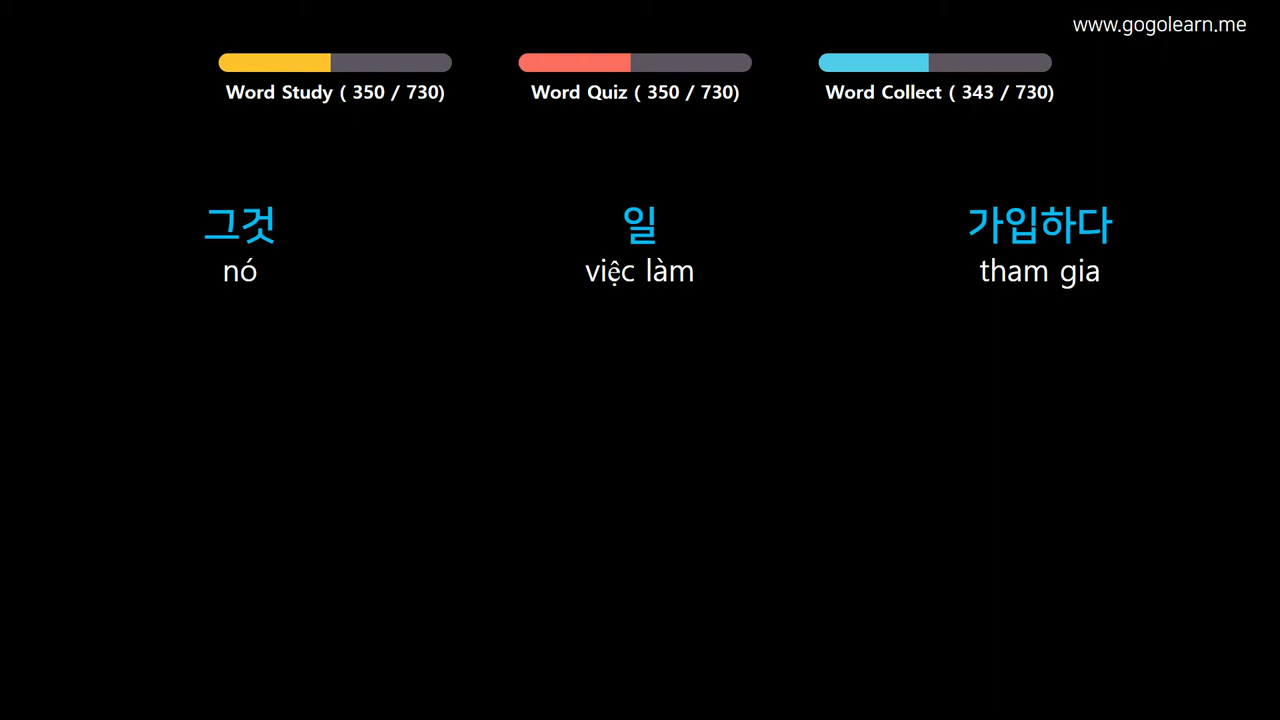 www.gogolearn.me
Word Study ( 350 / 730)
Word Quiz ( 350 / 730)
Word Collect ( 343 / 730)
그것
일
가입하다
nó
việc làm
tham gia